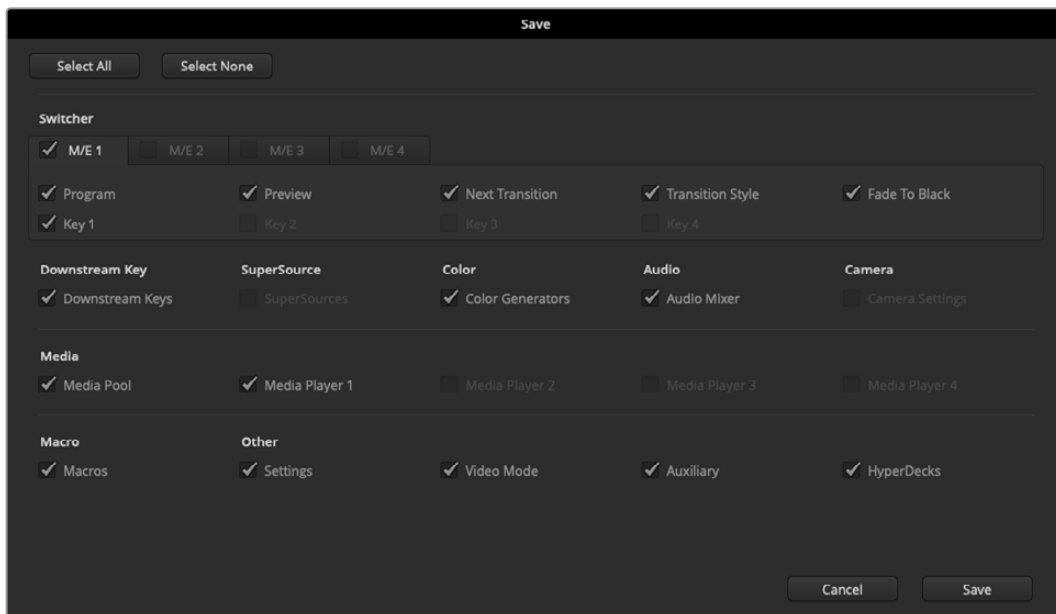 Save
Select All Select None
Switcher
M/E 1 M/E 2 M/E 3 M/E 4
Program Preview Next Transition Transition Style Fade To Black
Key 1 Key 2 Key 3 Key 4
Downstream Key SuperSource Color Audio Camera
Downstream Keys SuperSources Color Generators Audio Mixer Camera Settings
Media
Media Pool Media Player 1 Media Player 2 Media Player 3 Media Player 4
Macro Other
Macros Settings Video Mode Auxiliary HyperDecks
Cancel Save